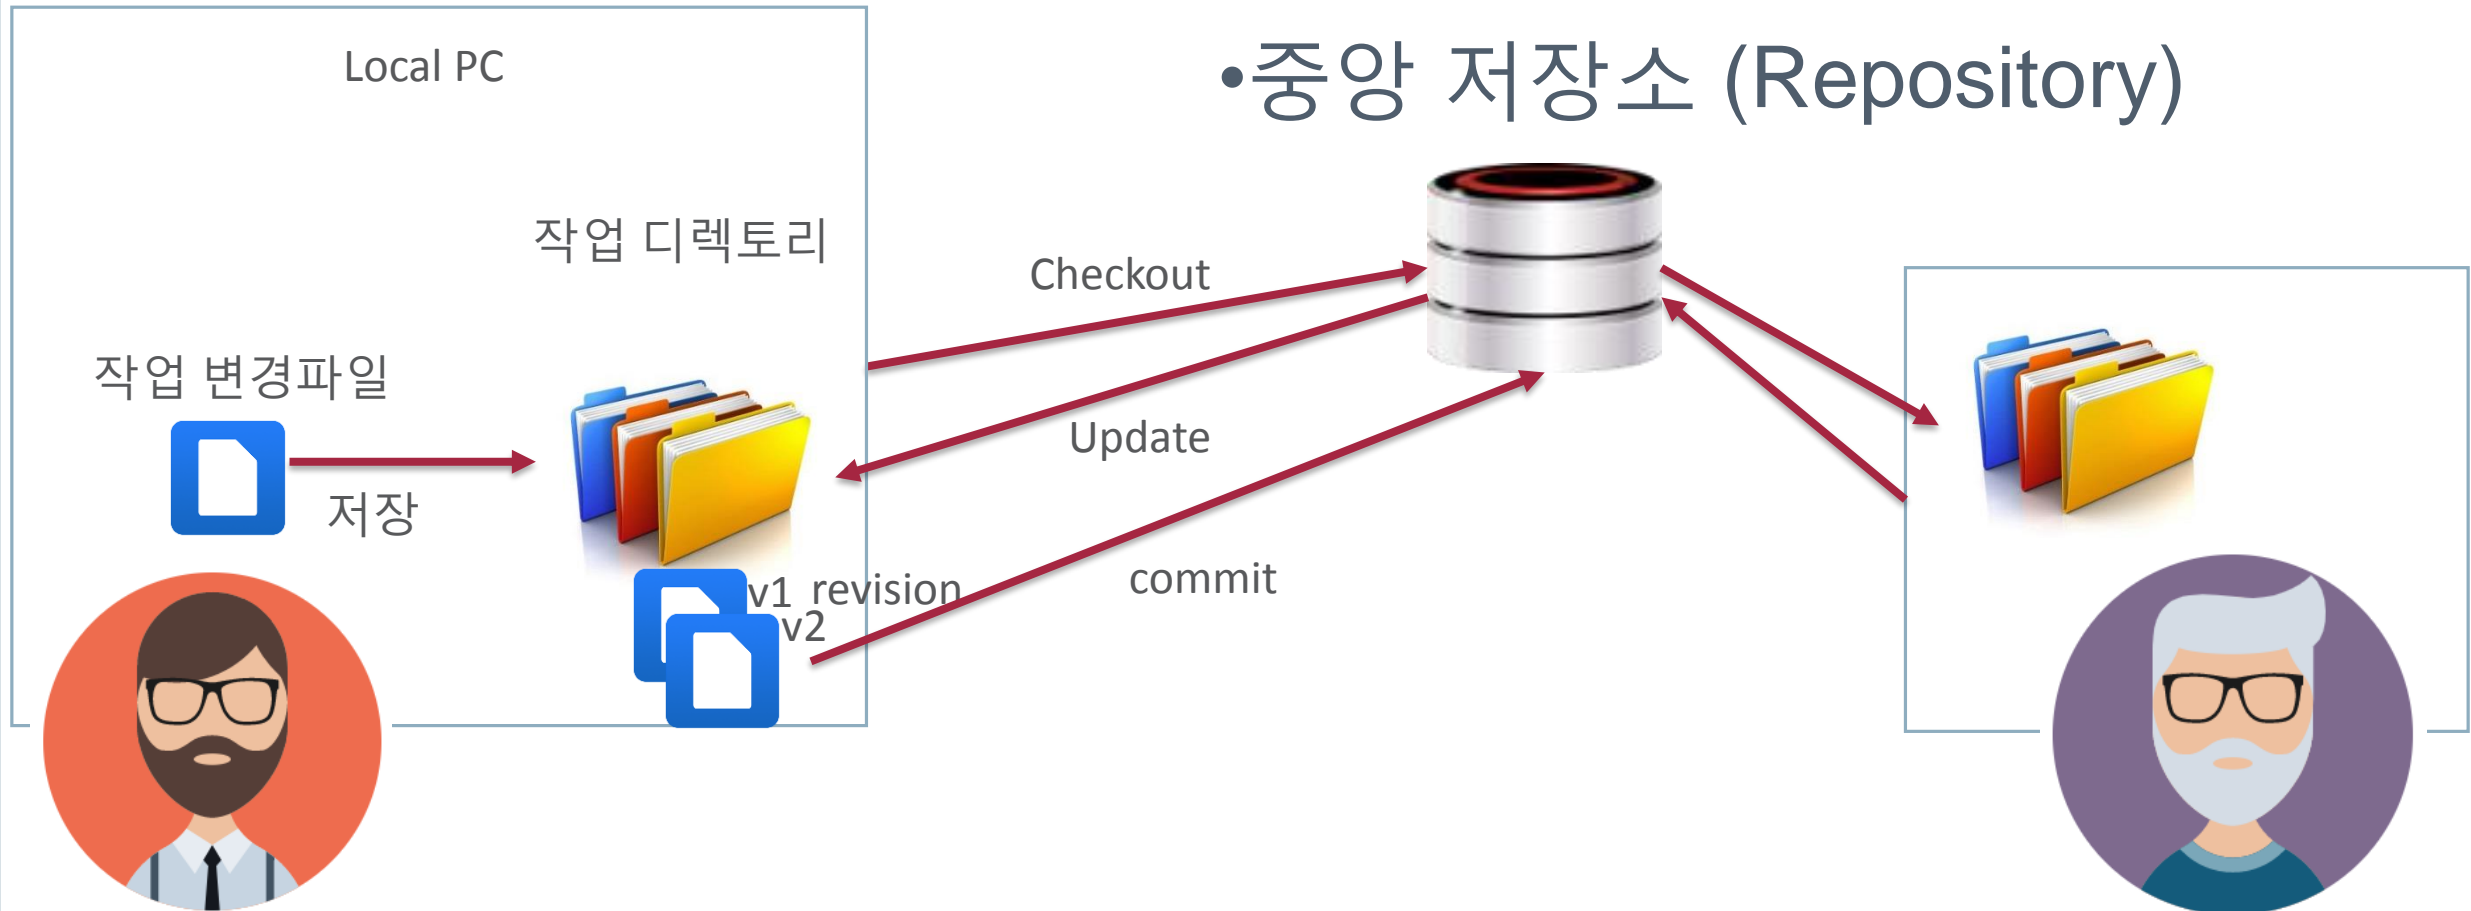 Local PC
•중앙 저장소 (Repository)
작업 디렉토리
Checkout
작업 변경파일
Update
저장
v1 revision
v2
commit